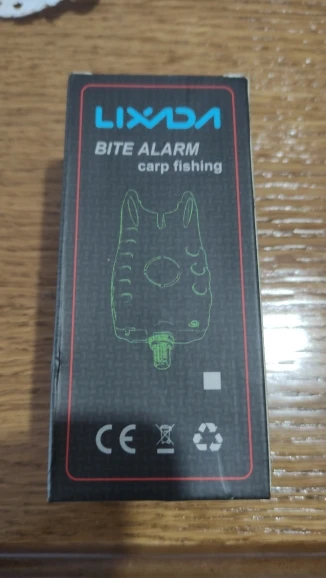 LIXADA
BITE ALARM
carp fishing
CE